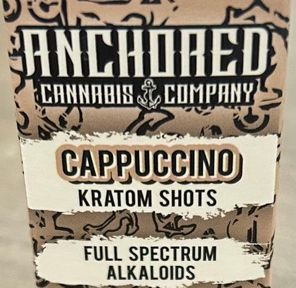 ANCHORED
CANNABIS COMPANY
CAPPUCCINO
KRATOM SHOTS
FULL SPECTRUM
ALKALOIDS